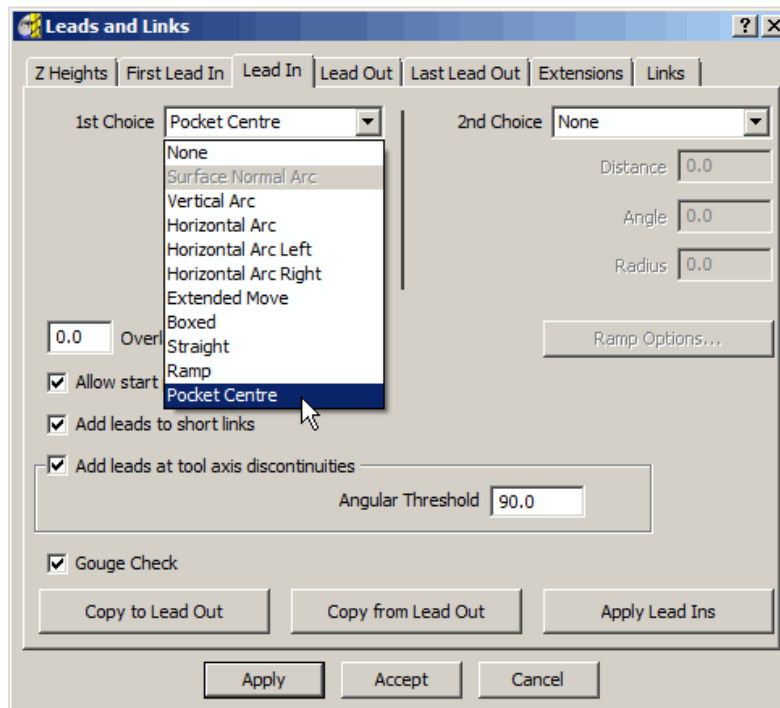 Leads and Links
Z Heights First Lead In Lead In Lead Out Last Lead Out Extensions Links
1st Choice Pocket Centre
None
Surface Normal Arc
Vertical Arc
Horizontal Arc
Horizontal Arc Left
Horizontal Arc Right
Extended Move
Boxed
Straight
Ramp
Pocket Centre
2nd Choice None
Distance 0.0
Angle 0.0
Radius 0.0
Ramp Options...
0.0 Overl
Allow start
Add leads to short links
Add leads at tool axis discontinuities
Angular Threshold 90.0
Gouge Check
Copy to Lead Out Copy from Lead Out Apply Lead Ins
Apply Accept Cancel